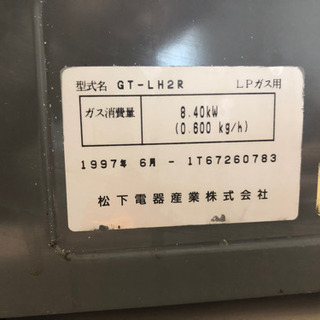 型式名 GT-LH2R LPガス用
ガス消費量 8.40kW
(0.600 kg/h)
1997年 6月 - 1T67260783
松下電器産業株式会社